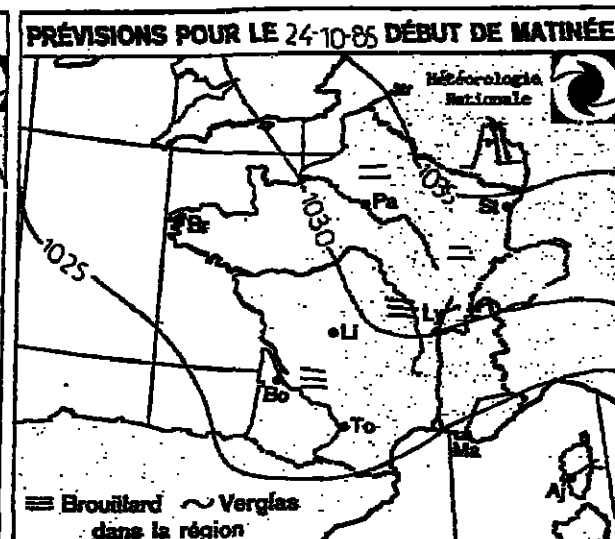 PRÉVISIONS POUR LE 24-10-85 DÉBUT DE MATINÉE
Météorologie
Nationale
1035
Pa
St
Br
1030
1025
Ly
Li
Bo
To
Ma
Aj
Brouillard Verglas
dans la région